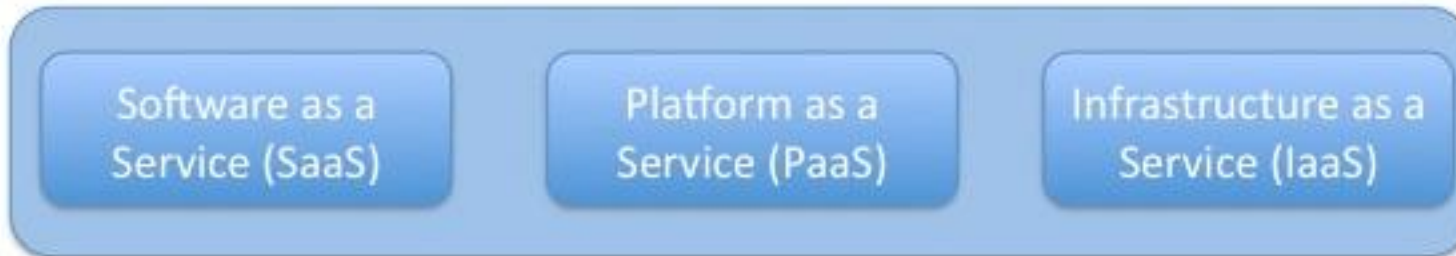 Software as a
Service (SaaS)
Platform as a
Service (PaaS)
Infrastructure as a
Service (IaaS)